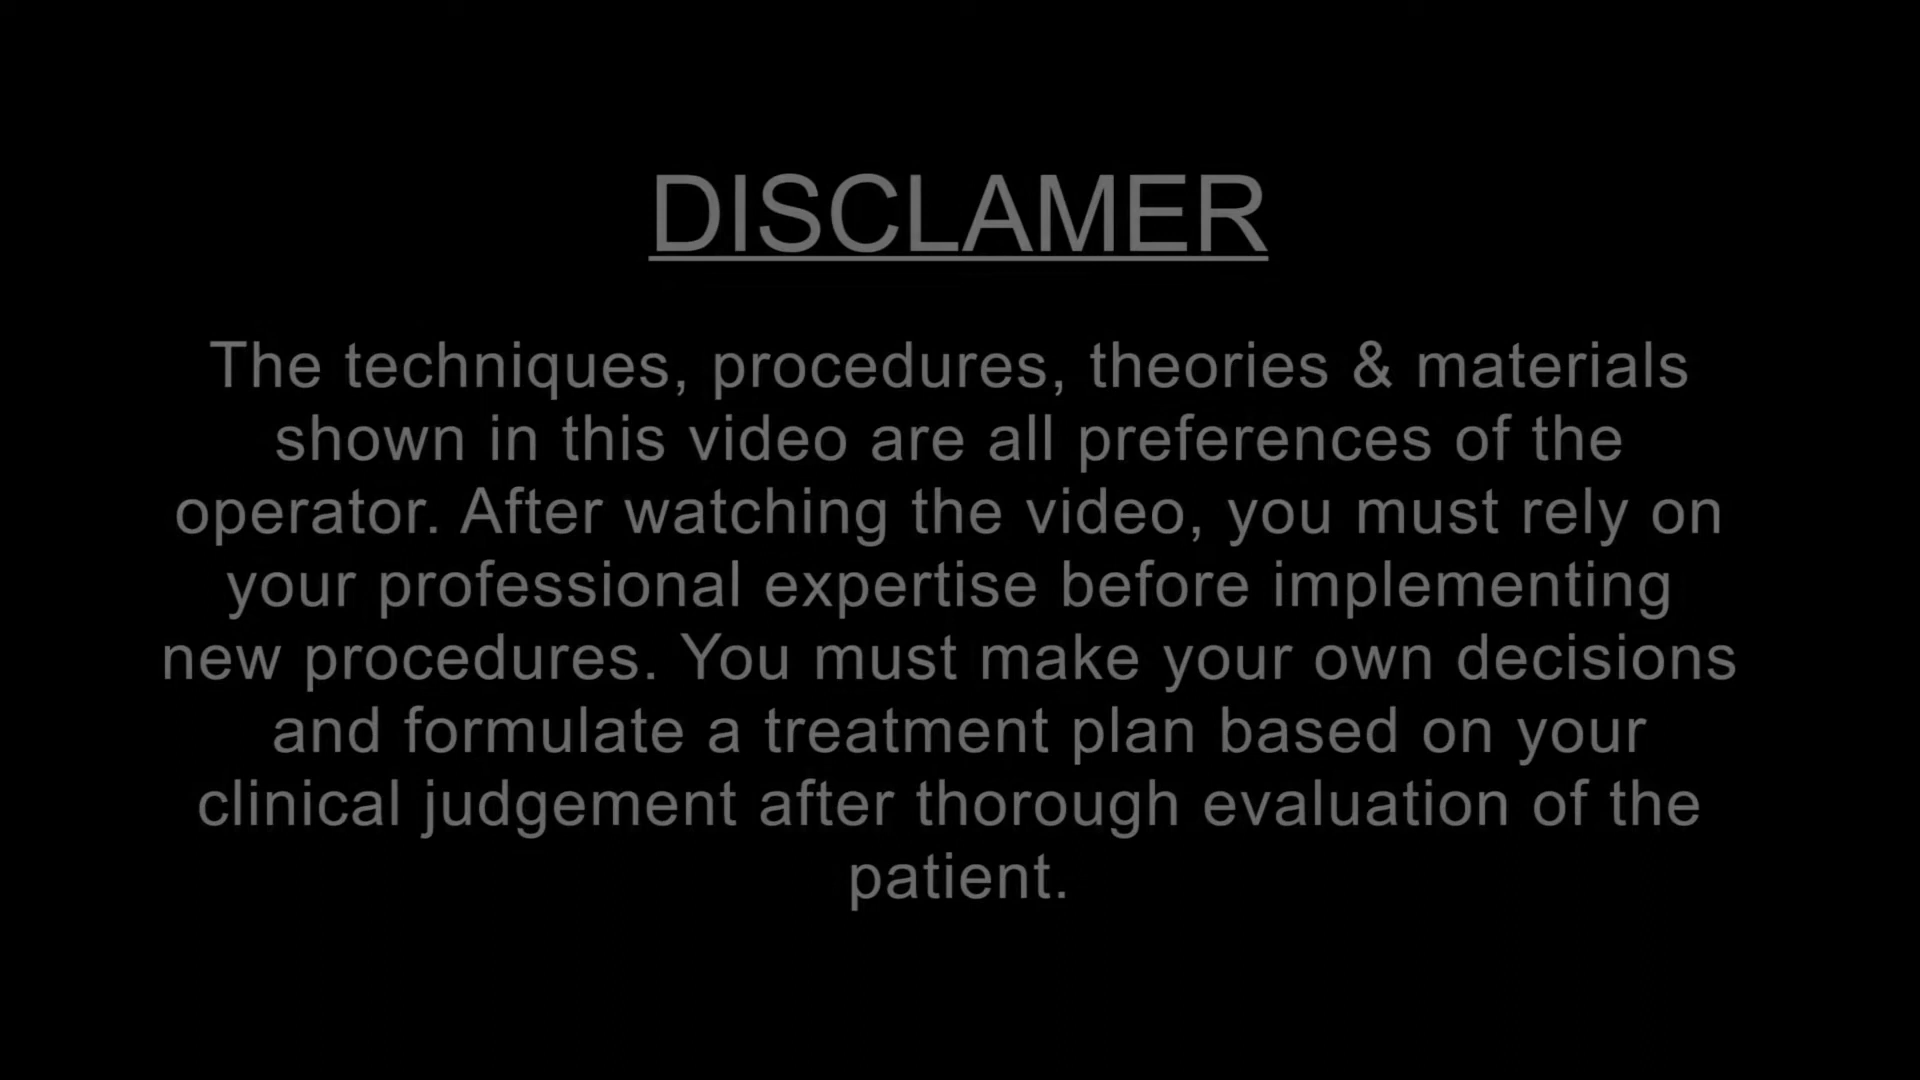 DISCLAMER
The techniques, procedures, theories & materials
shown in this video are all preferences of the
operator. After watching the video, you must rely on
your professional expertise before implementing
new procedures. You must make your own decisions
and formulate a treatment plan based on your
clinical judgement after thorough evaluation of the
patient.